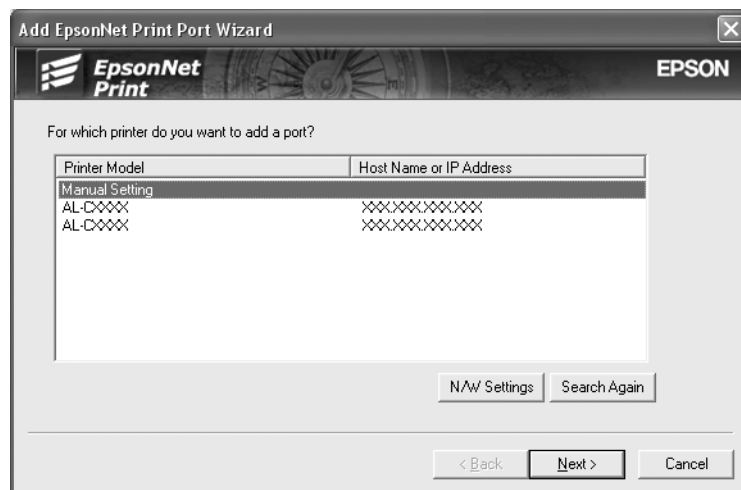 Add EpsonNet Print Port Wizard
EpsonNet
Print
EPSON
For which printer do you want to add a port?
Printer Model Host Name or IP Address
Manual Setting
AL-CXXXX XXX.XXX.XXX.XXX
AL-CXXXX XXX.XXX.XXX.XXX
N/W Settings Search Again
< Back Next > Cancel